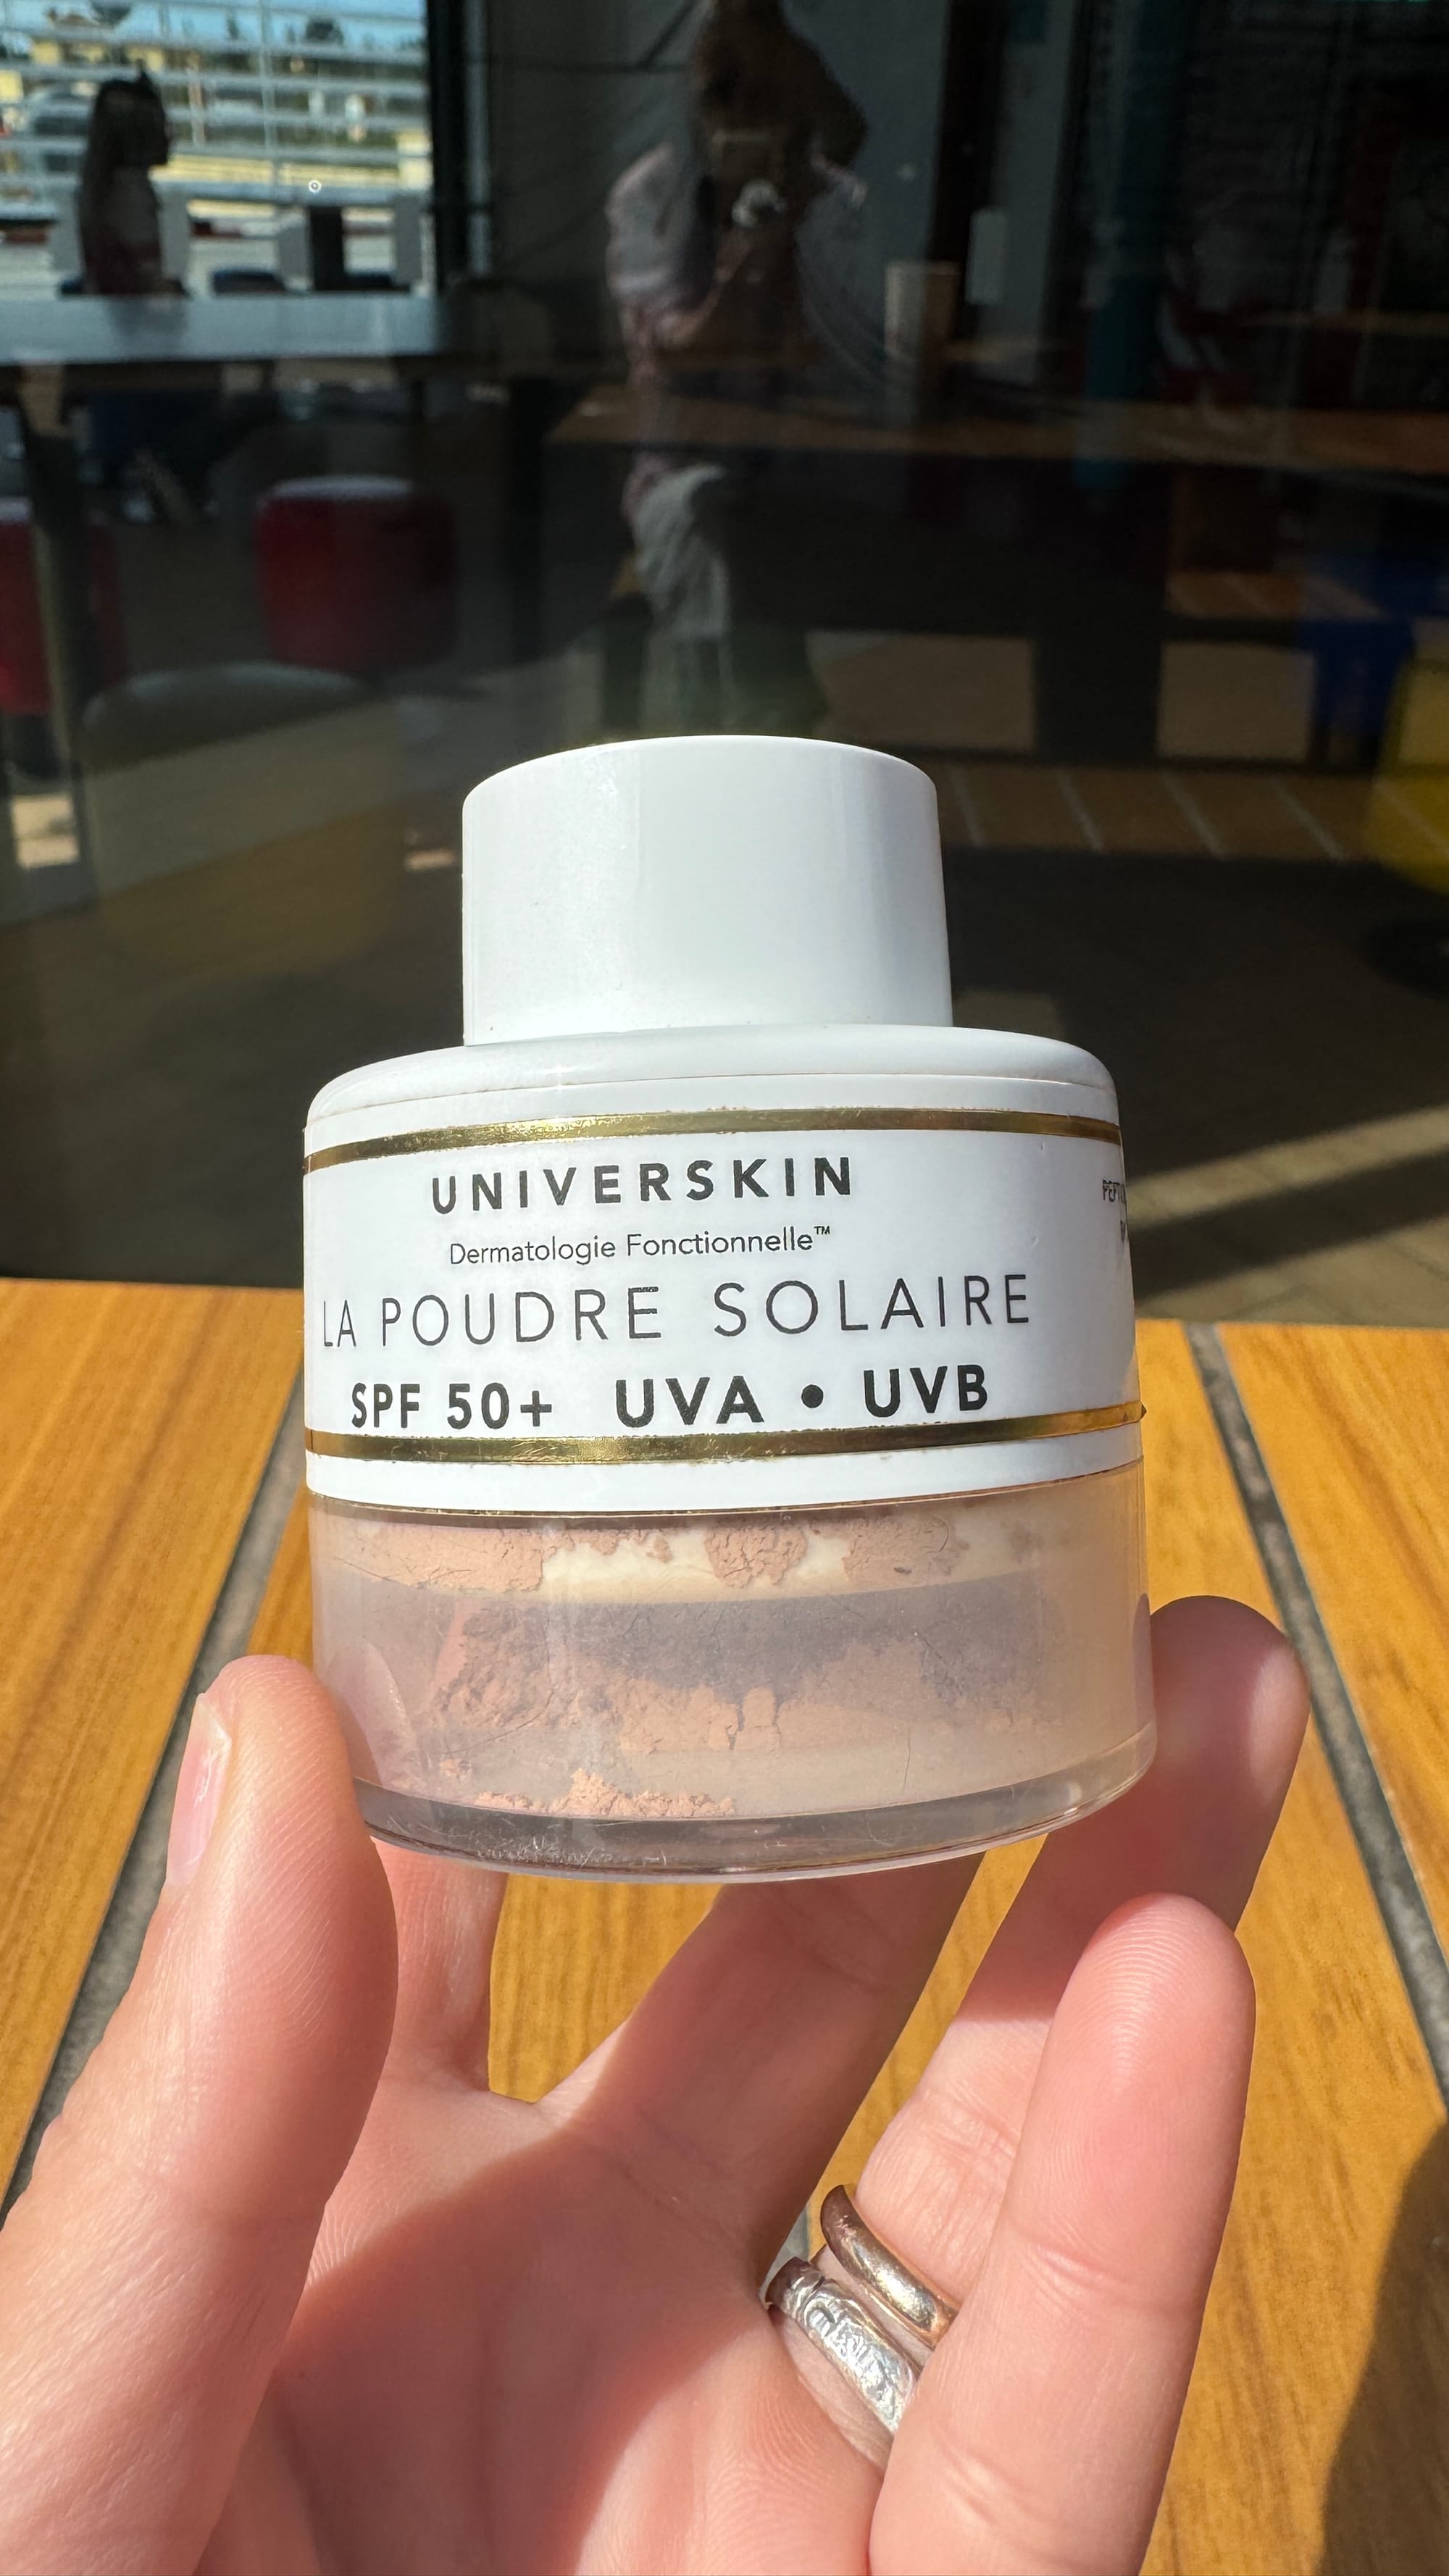 UNIVERSKIN
Dermatologie Fonctionnelle™
LA POUDRE SOLAIRE
SPF 50+ UVA • UVB